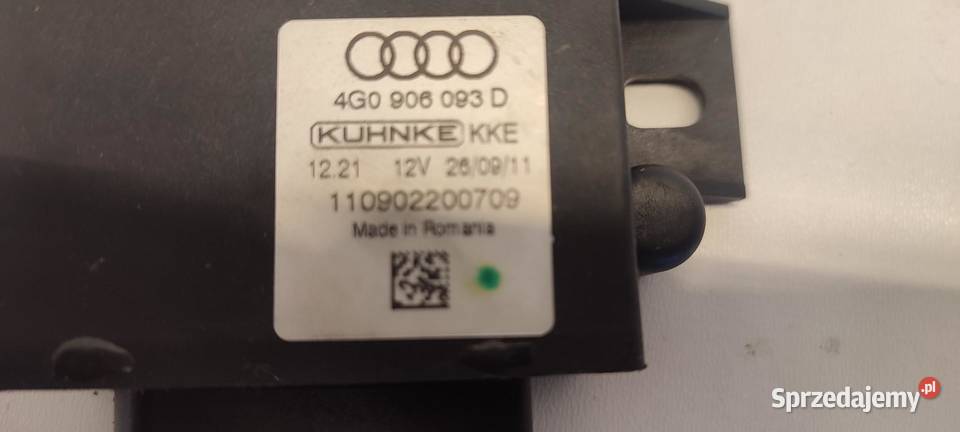 4G0 906 093 D
KUHNKE KKE
12.21 12V 26/09/11
110902200709
Made in Romania
Sprzedajemy.pl